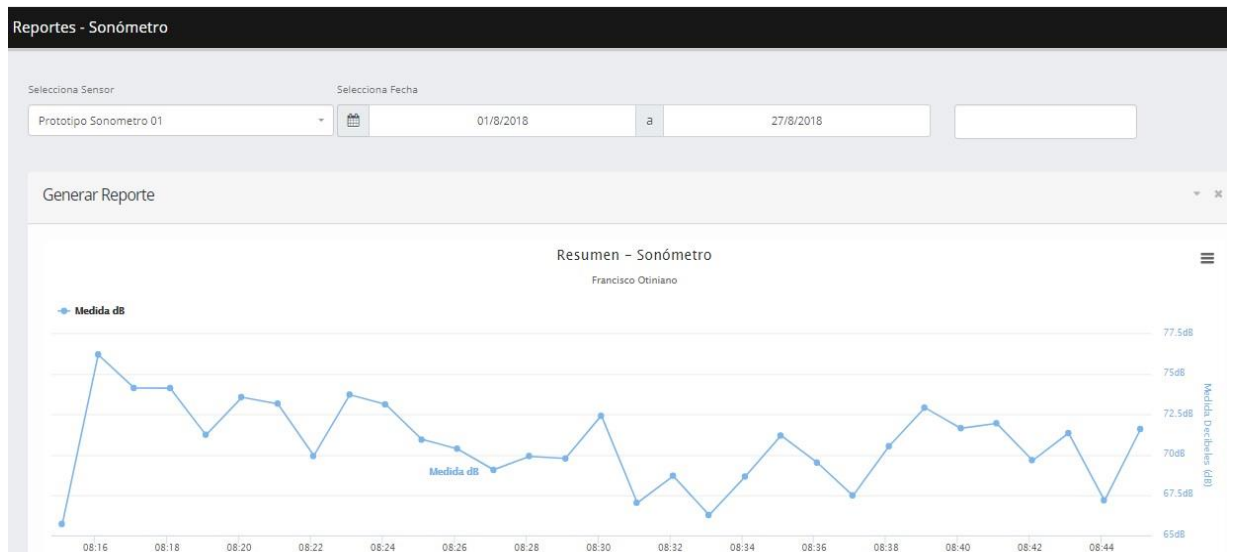 Reportes - Sonómetro
Selecciona Sensor
Selecciona Fecha
Prototipo Sonometro 01
01/8/2018
a
27/8/2018
Generar Reporte
Resumen – Sonómetro
Francisco Otiniano
Medida dB
77.5dB
75dB
72.5dB
70dB
67.5dB
65dB
Medida Decibeles (dB)
Medida dB
08:16 08:18 08:20 08:22 08:24 08:26 08:28 08:30 08:32 08:34 08:36 08:38 08:40 08:42 08:44